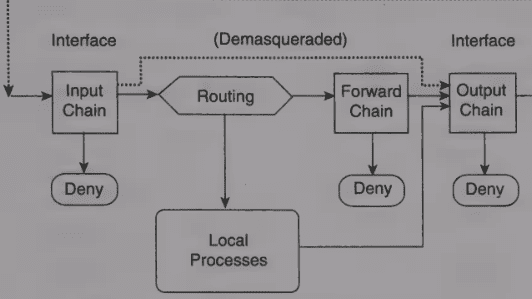 Interface
(Demasqueraded)
Interface
Input
Chain
Routing
Forward
Chain
Output
Chain
Deny
Deny
Deny
Local
Processes